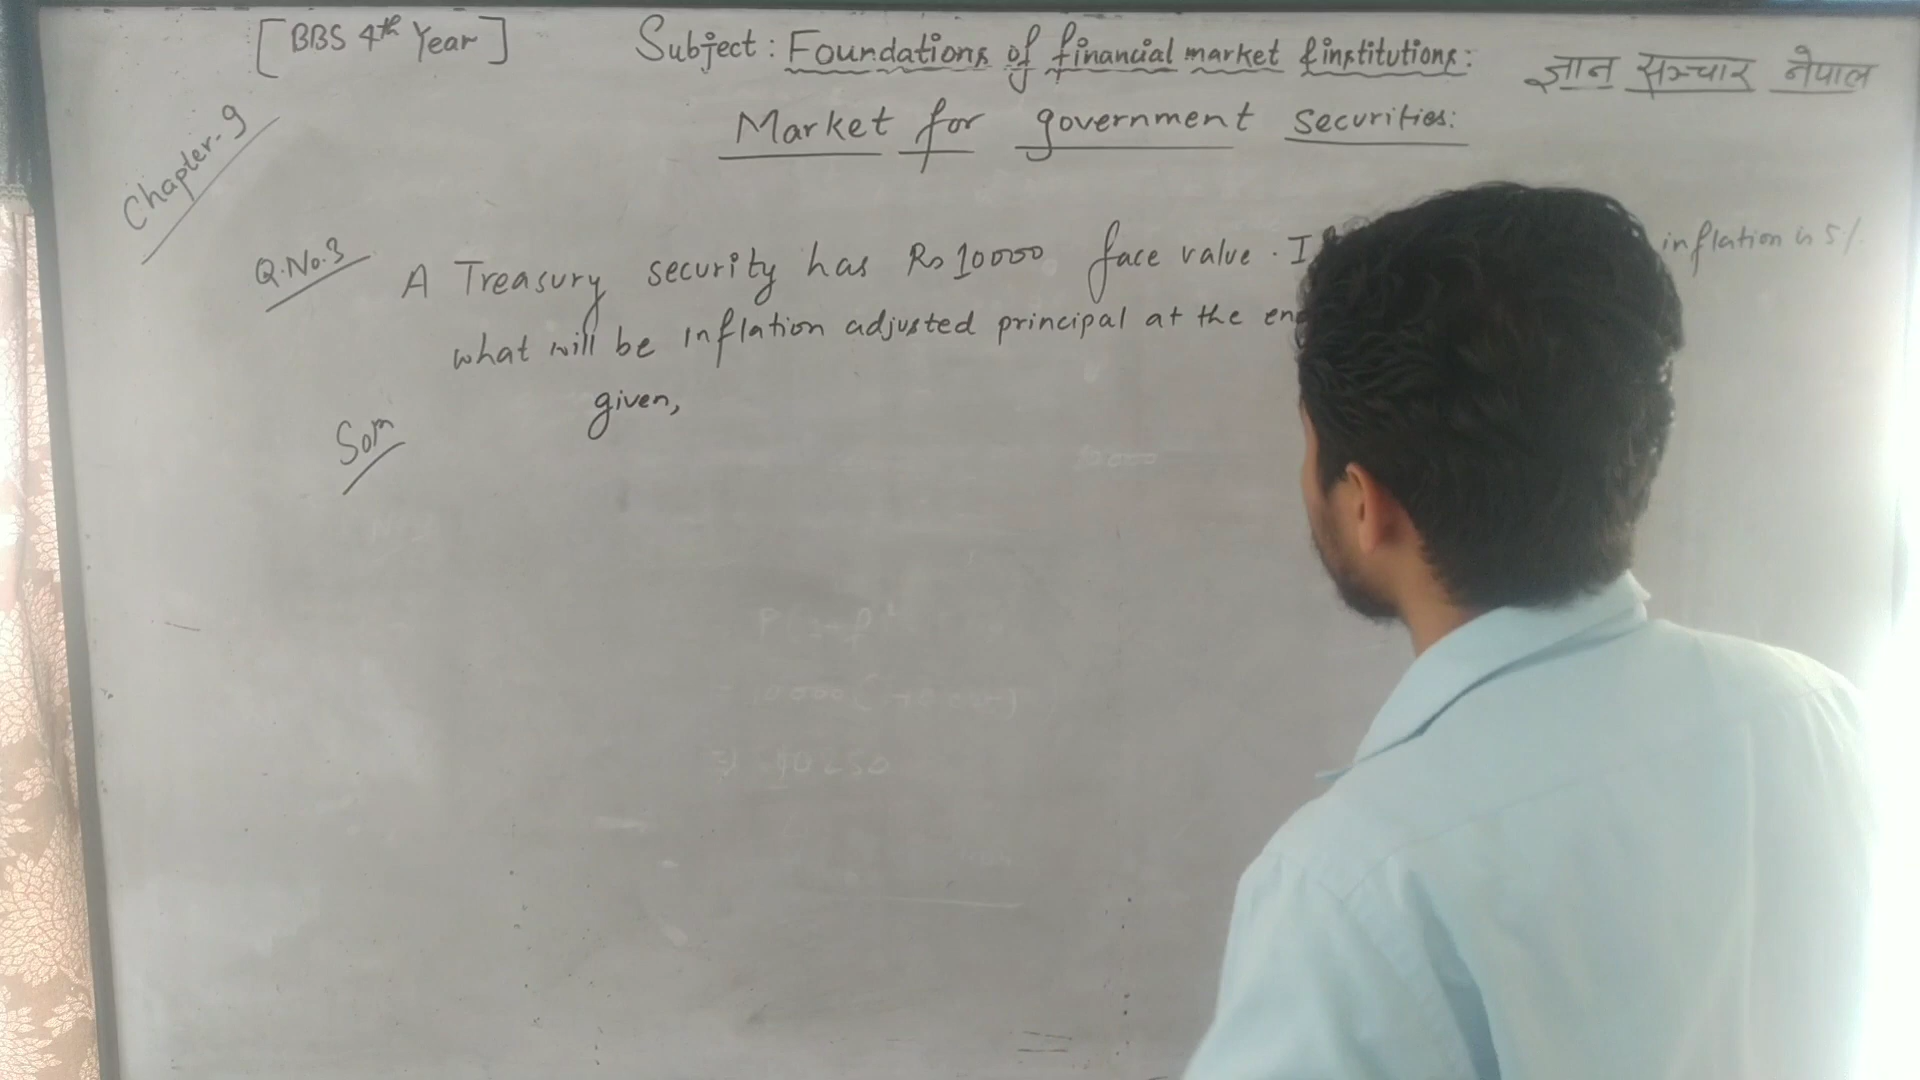 [BBS 4th Year]
Subject: Foundations of financial market & institutions:
ज्ञान सञ्चार नेपाल
Market for government securities:
Chapter-9
Q.No.3
A Treasury security has Rs 10000 face value. inflation is 5%
what will be inflation adjusted principal at the
Soln
given,
10000
= 10250